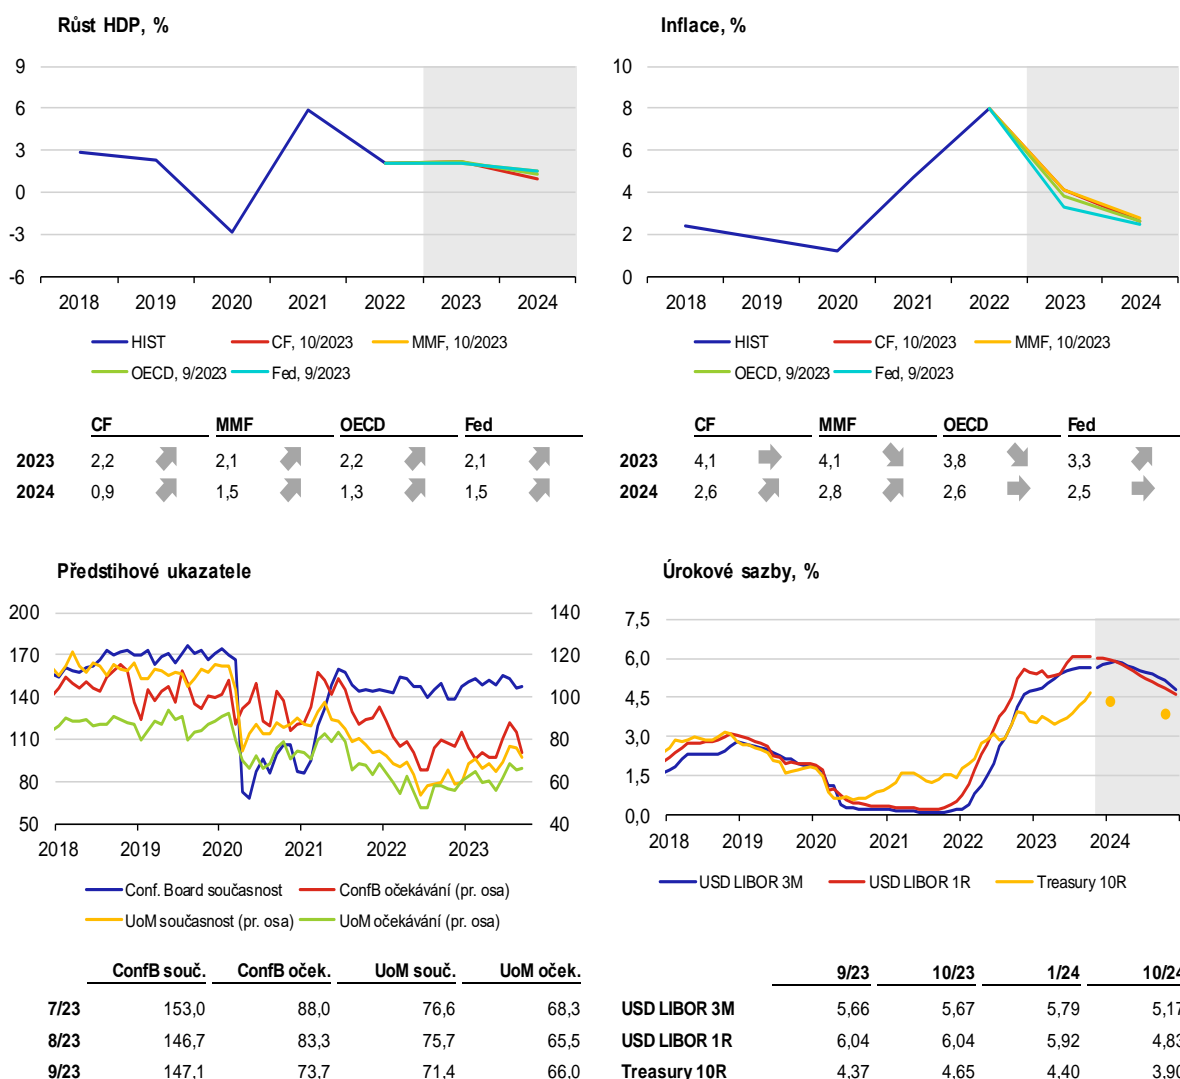 Růst HDP, %
9
6
3
0
-3
-6
2018 2019 2020 2021 2022 2023 2024
HIST CF, 10/2023 MMF, 10/2023
OECD, 9/2023 Fed, 9/2023
CF MMF OECD Fed
2023 2,2 2,1 2,2 2,1
2024 0,9 1,5 1,3 1,5
Inflace, %
10
8
6
4
2
0
2018 2019 2020 2021 2022 2023 2024
HIST CF, 10/2023 MMF, 10/2023
OECD, 9/2023 Fed, 9/2023
CF MMF OECD Fed
2023 4,1 4,1 3,8 3,3
2024 2,6 2,8 2,6 2,5
Předstihové ukazatele
200 140
170 120
140 100
110 80
80 60
50 40
2018 2019 2020 2021 2022 2023
Conf. Board současnost ConfB očekávání (pr. osa)
UoM současnost (pr. osa) UoM očekávání (pr. osa)
ConfB souč. ConfB oček. UoM souč. UoM oček.
7/23 153,0 88,0 76,6 68,3
8/23 146,7 83,3 75,7 65,5
9/23 147,1 73,7 71,4 66,0
Úrokové sazby, %
7,5
6,0
4,5
3,0
1,5
0,0
2018 2019 2020 2021 2022 2023 2024
USD LIBOR 3M USD LIBOR 1R Treasury 10R
9/23 10/23 1/24 10/24
USD LIBOR 3M 5,66 5,67 5,79 5,17
USD LIBOR 1R 6,04 6,04 5,92 4,83
Treasury 10R 4,37 4,65 4,40 3,90